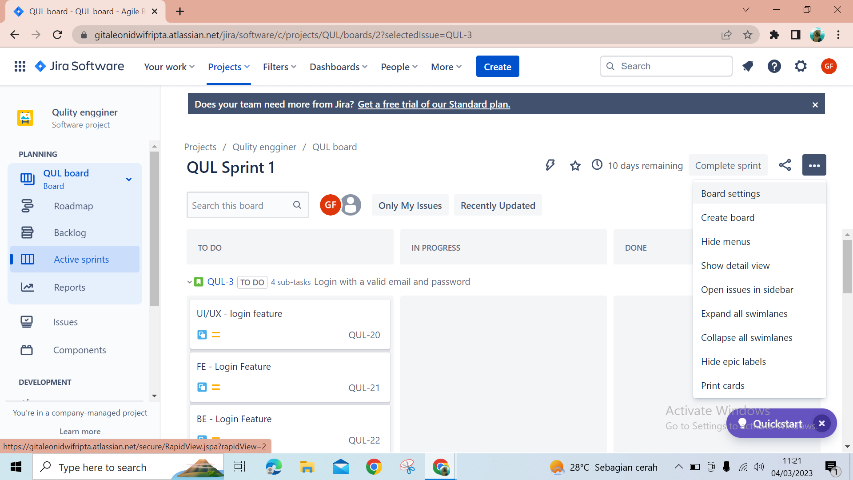 QUL board - QUL board - Agile B
gitaleonidwifripta.atlassian.net/jira/software/c/projects/QUL/boards/2?selectedIssue=QUL-3
Jira Software
Your work
Projects
Filters
Dashboards
People
More
Create
Search
GF
Qulity engginer
Software project
Does your team need more from Jira? Get a free trial of our Standard plan.
PLANNING
QUL board
Board
Roadmap
Backlog
Active sprints
Reports
Issues
Components
DEVELOPMENT
You're in a company-managed project
Learn more
Projects / Qulity engginer / QUL board
QUL Sprint 1
10 days remaining
Complete sprint
Search this board
GF
Only My Issues
Recently Updated
TO DO
IN PROGRESS
DONE
QUL-3 TO DO 4 sub-tasks Login with a valid email and password
UI/UX - login feature
QUL-20
FE - Login Feature
QUL-21
BE - Login Feature
QUL-22
Board settings
Create board
Hide menus
Show detail view
Open issues in sidebar
Expand all swimlanes
Collapse all swimlanes
Hide epic labels
Print cards
Activate Windows
Go to Settings
Quickstart
https://gitaleonidwifripta.atlassian.net/secure/RapidView.jspa?rapidView=2
Type here to search
28°C Sebagian cerah
11:21
04/03/2023
1